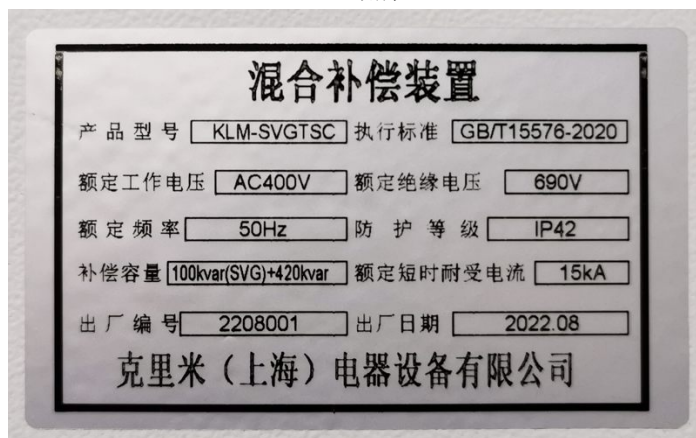 混合补偿装置
产品型号 KLM-SVGTSC 执行标准 GB/T15576-2020
额定工作电压 AC400V 额定绝缘电压 690V
额定频率 50Hz 防护等级 IP42
补偿容量 100kvar(SVG)+420kvar 额定短时耐受电流 15kA
出厂编号 2208001 出厂日期 2022.08
克里米（上海）电器设备有限公司